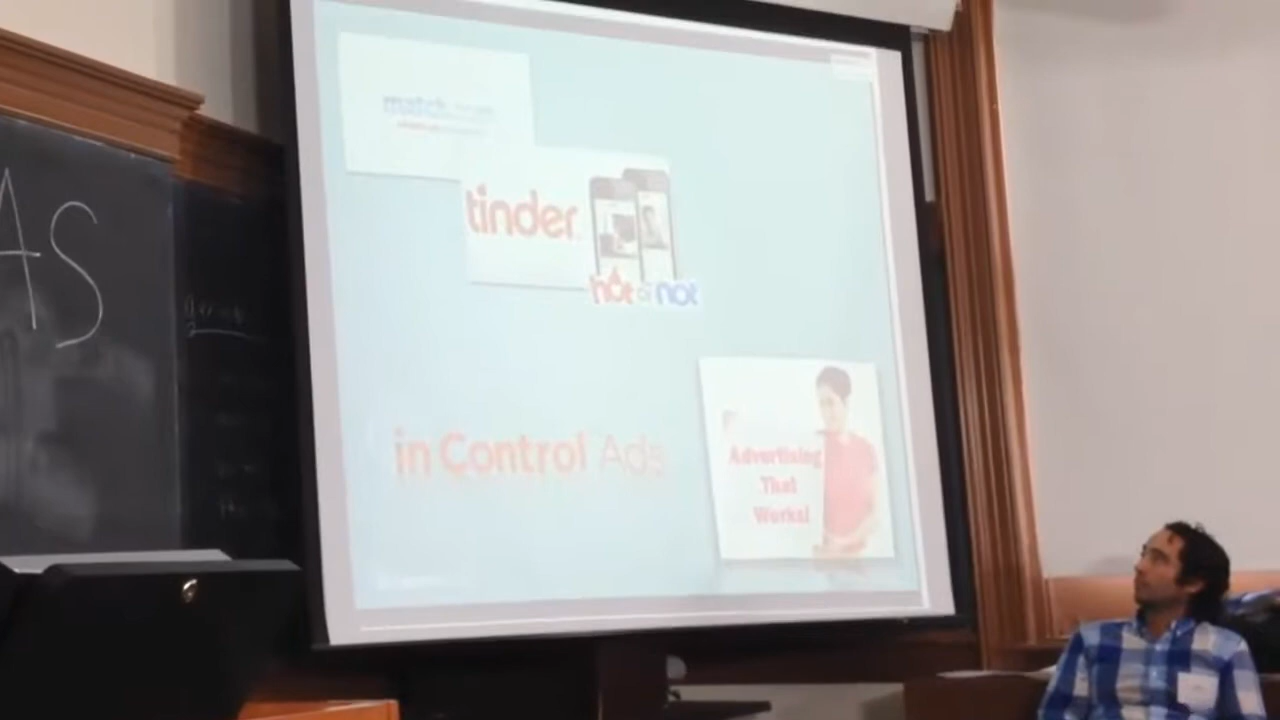 AS
match
tinder
hot or not
in Control Ads
Advertising
That
Works!